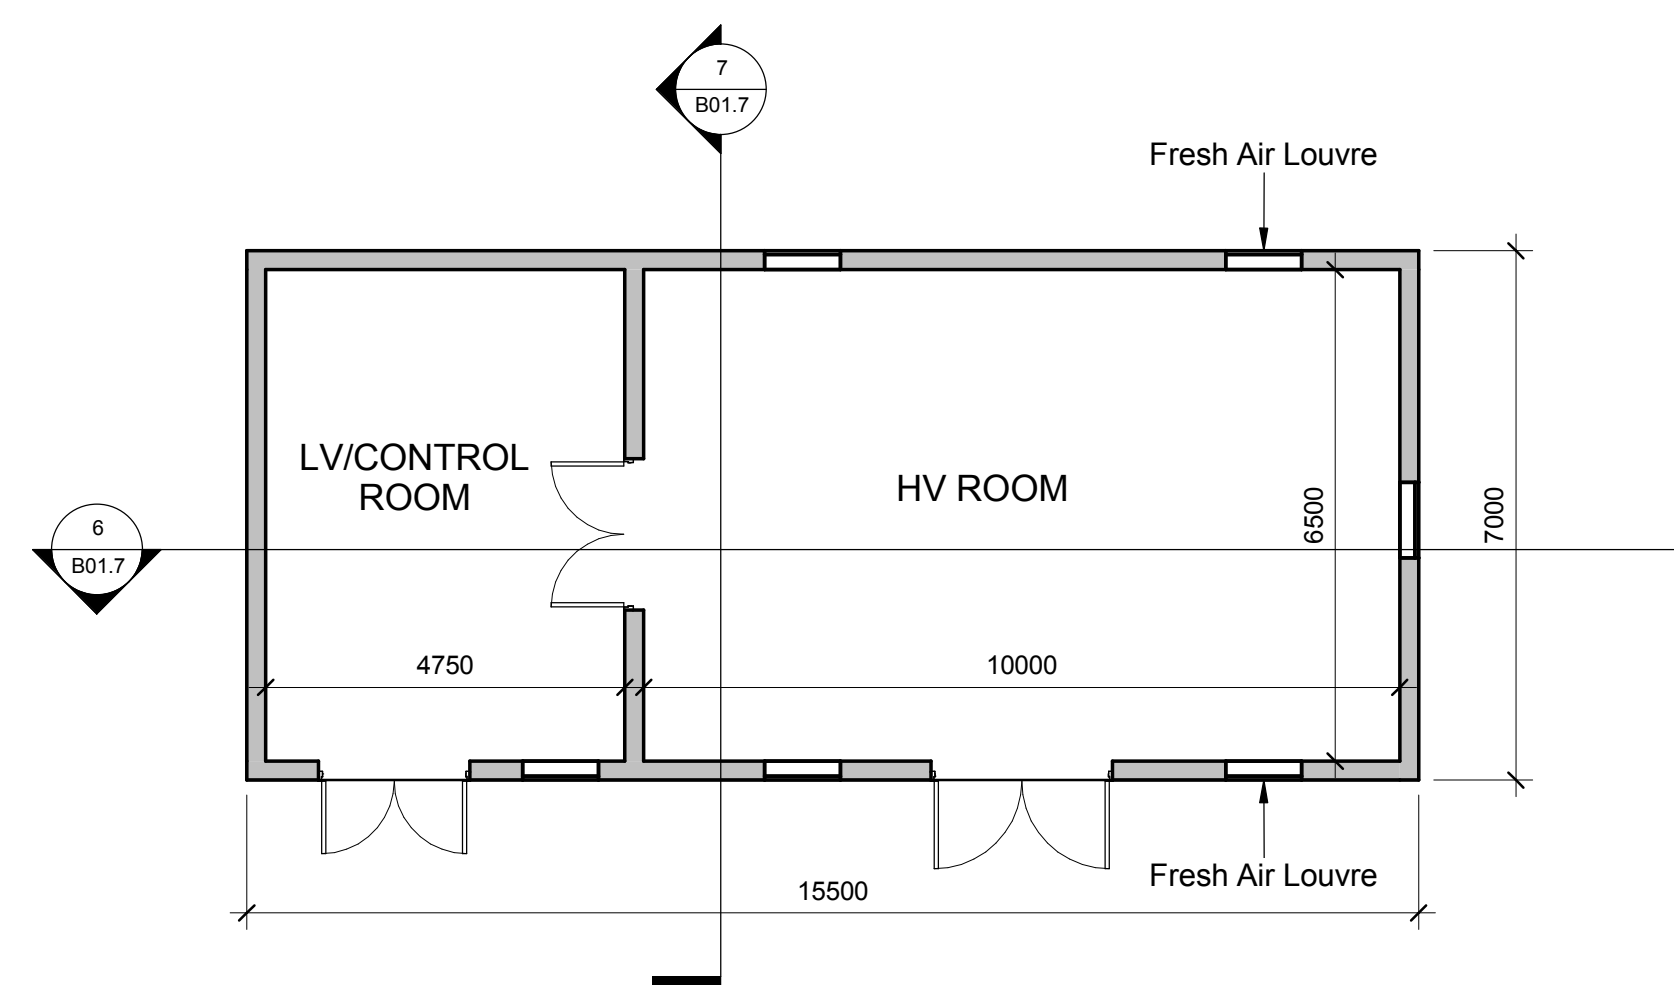 7
B01.7
Fresh Air Louvre
LV/CONTROL
ROOM
HV ROOM
6500
7000
6
B01.7
4750
10000
Fresh Air Louvre
15500